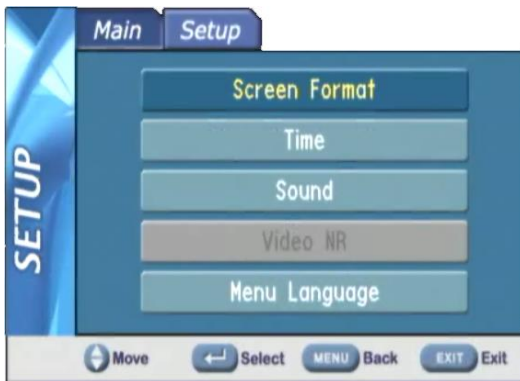 Main Setup
SETUP
Screen Format
Time
Sound
Video NR
Menu Language
Move Select MENU Back EXIT Exit